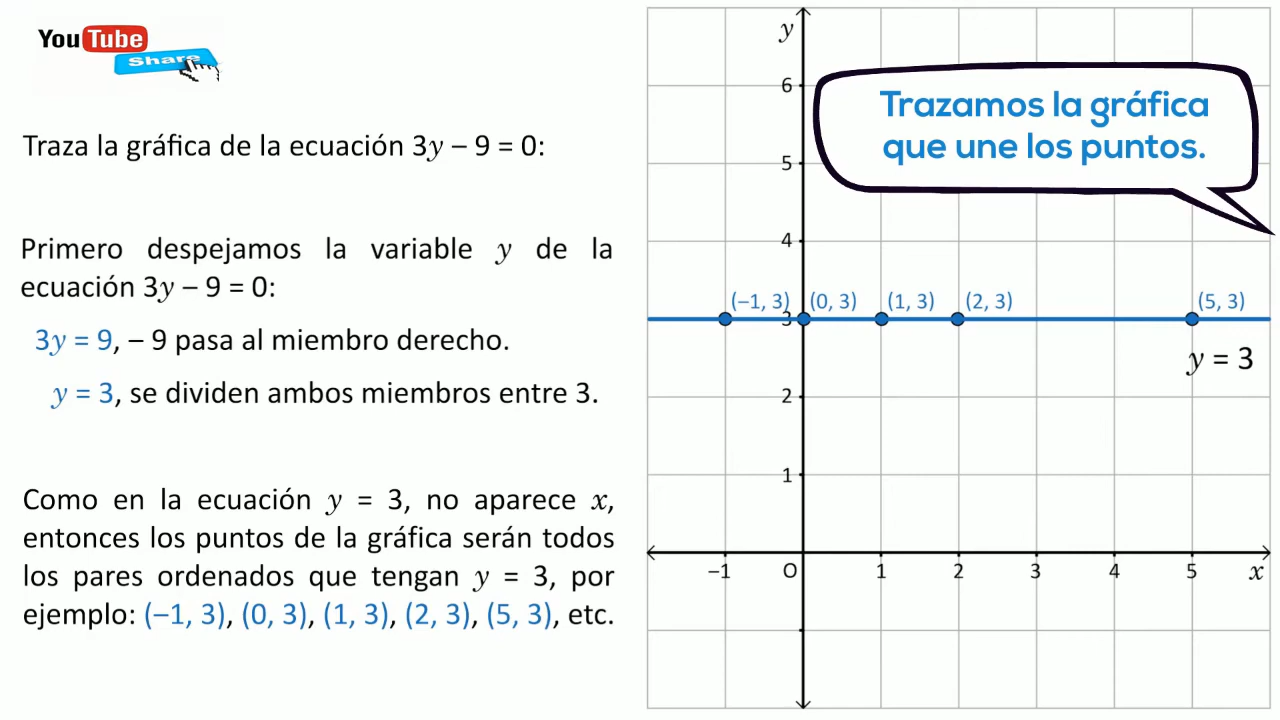 YouTube
Share
Traza la gráfica de la ecuación 3y – 9 = 0:
Primero despejamos la variable y de la
ecuación 3y – 9 = 0:
3y = 9, – 9 pasa al miembro derecho.
y = 3, se dividen ambos miembros entre 3.
Como en la ecuación y = 3, no aparece x,
entonces los puntos de la gráfica serán todos
los pares ordenados que tengan y = 3, por
ejemplo: (–1, 3), (0, 3), (1, 3), (2, 3), (5, 3), etc.
y
Trazamos la gráfica
que une los puntos.
6
5
4
(–1, 3) (0, 3) (1, 3) (2, 3) (5, 3)
3
y = 3
2
1
–1 O 1 2 3 4 5 x